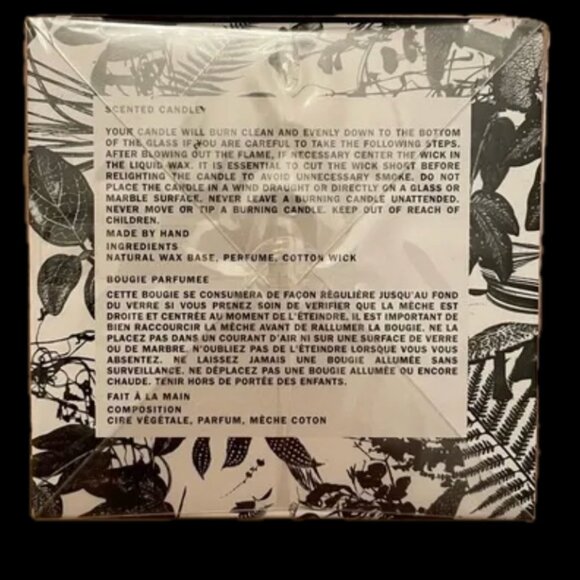 SCENTED CANDLE
YOUR CANDLE WILL BURN CLEAN AND EVENLY DOWN TO THE BOTTOM
OF THE GLASS IF YOU ARE CAREFUL TO TAKE THE FOLLOWING STEPS.
AFTER BLOWING OUT THE FLAME, IF NECESSARY CENTER THE WICK IN
THE LIQUID WAX. IT IS ESSENTIAL TO CUT THE WICK SHORT BEFORE
RELIGHTING THE CANDLE TO AVOID UNNECESSARY SMOKE. DO NOT
PLACE THE CANDLE IN A WIND DRAUGHT OR DIRECTLY ON A GLASS OR
MARBLE SURFACE. NEVER LEAVE A BURNING CANDLE UNATTENDED.
NEVER MOVE OR TIP A BURNING CANDLE. KEEP OUT OF REACH OF
CHILDREN.
MADE BY HAND
INGREDIENTS
NATURAL WAX BASE, PERFUME, COTTON WICK
BOUGIE PARFUMEE
CETTE BOUGIE SE CONSUMERA DE FAÇON RÉGULIÈRE JUSQU'AU FOND
DU VERRE SI VOUS PRENEZ SOIN DE VERIFIER QUE LA MÈCHE EST
DROITE ET CENTRÉE AU MOMENT DE L'ÉTEINDRE. IL EST IMPORTANT DE
BIEN RACCOURCIR LA MÈCHE AVANT DE RALLUMER LA BOUGIE. NE LA
PLACEZ PAS DANS UN COURANT D'AIR NI SUR UNE SURFACE DE VERRE
OU DE MARBRE. N'OUBLIEZ PAS DE L'ÉTEINDRE LORSQUE VOUS VOUS
ABSENTEZ. NE LAISSEZ JAMAIS UNE BOUGIE ALLUMÉE SANS
SURVEILLANCE. NE DÉPLACEZ PAS UNE BOUGIE ALLUMÉE OU ENCORE
CHAUDE. TENIR HORS DE PORTÉE DES ENFANTS.
FAIT À LA MAIN
COMPOSITION
CIRE VÉGÉTALE, PARFUM, MÈCHE COTON